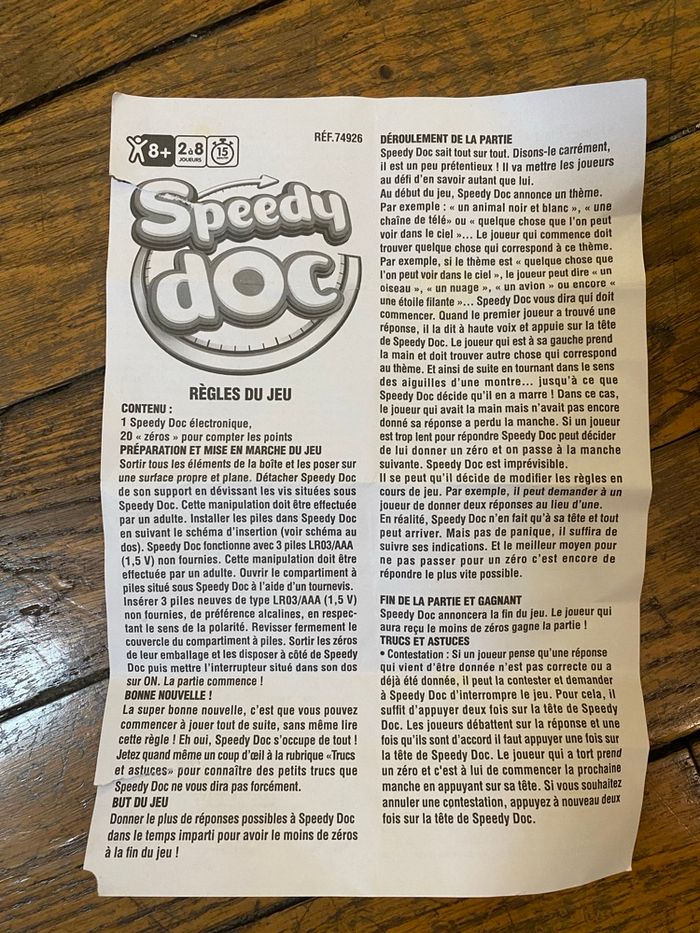 8+
2 à 8
JOUEURS
15
RÉF.74926
Speedy
dOC
RÈGLES DU JEU
CONTENU :
1 Speedy Doc électronique,
20 « zéros » pour compter les points
PRÉPARATION ET MISE EN MARCHE DU JEU
Sortir tous les éléments de la boîte et les poser sur
une surface propre et plane. Détacher Speedy Doc
de son support en dévissant les vis situées sous
Speedy Doc. Cette manipulation doit être effectuée
par un adulte. Installer les piles dans Speedy Doc
en suivant le schéma d'insertion (voir schéma au
dos). Speedy Doc fonctionne avec 3 piles LR03/AAA
(1,5 V) non fournies. Cette manipulation doit être
effectuée par un adulte. Ouvrir le compartiment à
piles situé sous Speedy Doc à l'aide d'un tournevis.
Insérer 3 piles neuves de type LR03/AAA (1,5 V)
non fournies, de préférence alcalines, en respec-
tant le sens de la polarité. Revisser fermement le
couvercle du compartiment à piles. Sortir les zéros
de leur emballage et les disposer à côté de Speedy
Doc puis mettre l'interrupteur situé dans son dos
sur ON. La partie commence !
BONNE NOUVELLE !
La super bonne nouvelle, c'est que vous pouvez
commencer à jouer tout de suite, sans même lire
cette règle ! Eh oui, Speedy Doc s'occupe de tout !
Jetez quand même un coup d'œil à la rubrique «Trucs
et astuces» pour connaître des petits trucs que
Speedy Doc ne vous dira pas forcément.
BUT DU JEU
Donner le plus de réponses possibles à Speedy Doc
dans le temps imparti pour avoir le moins de zéros
à la fin du jeu !
DÉROULEMENT DE LA PARTIE
Speedy Doc sait tout sur tout. Disons-le carrément,
il est un peu prétentieux ! Il va mettre les joueurs
au défi d'en savoir autant que lui.
Au début du jeu, Speedy Doc annonce un thème.
Par exemple : « un animal noir et blanc », « une
chaîne de télé» ou « quelque chose que l'on peut
voir dans le ciel »... Le joueur qui commence doit
trouver quelque chose qui correspond à ce thème.
Par exemple, si le thème est « quelque chose que
l'on peut voir dans le ciel », le joueur peut dire « un
oiseau », « un nuage », « un avion » ou encore «
une étoile filante »... Speedy Doc vous dira qui doit
commencer. Quand le premier joueur a trouvé une
réponse, il la dit à haute voix et appuie sur la tête
de Speedy Doc. Le joueur qui est à sa gauche prend
la main et doit trouver autre chose qui correspond
au thème. Et ainsi de suite en tournant dans le sens
des aiguilles d'une montre... jusqu'à ce que
Speedy Doc décide qu'il en a marre ! Dans ce cas,
le joueur qui avait la main mais n'avait pas encore
donné sa réponse a perdu la manche. Si un joueur
est trop lent pour répondre Speedy Doc peut décider
de lui donner un zéro et on passe à la manche
suivante. Speedy Doc est imprévisible.
Il se peut qu'il décide de modifier les règles en
cours de jeu. Par exemple, il peut demander à un
joueur de donner deux réponses au lieu d'une.
En réalité, Speedy Doc n'en fait qu'à sa tête et tout
peut arriver. Mais pas de panique, il suffira de
suivre ses indications. Et le meilleur moyen pour
ne pas passer pour un zéro c'est encore de
répondre le plus vite possible.
FIN DE LA PARTIE ET GAGNANT
Speedy Doc annoncera la fin du jeu. Le joueur qui
aura reçu le moins de zéros gagne la partie !
TRUCS ET ASTUCES
• Contestation : Si un joueur pense qu'une réponse
qui vient d'être donnée n'est pas correcte ou a
déjà été donnée, il peut la contester et demander
à Speedy Doc d'interrompre le jeu. Pour cela, il
suffit d'appuyer deux fois sur la tête de Speedy
Doc. Les joueurs débattent sur la réponse et une
fois qu'ils sont d'accord il faut appuyer une fois sur
la tête de Speedy Doc. Le joueur qui a tort prend
un zéro et c'est à lui de commencer la prochaine
manche en appuyant sur sa tête. Si vous souhaitez
annuler une contestation, appuyez à nouveau deux
fois sur la tête de Speedy Doc.